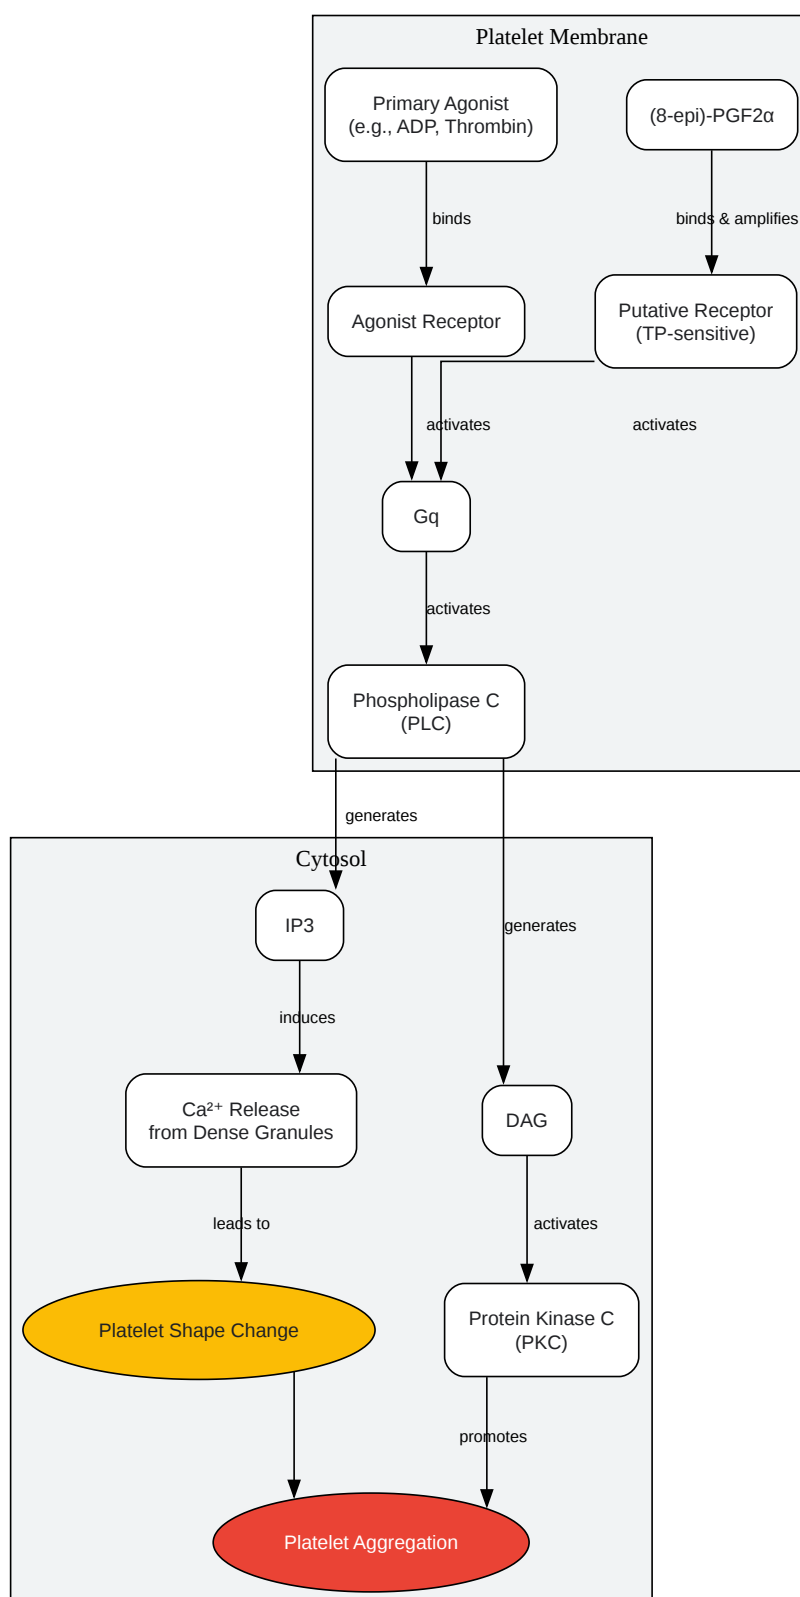 Platelet Membrane
Primary Agonist
(e.g., ADP, Thrombin)
(8-epi)-PGF2α
binds
binds & amplifies
Agonist Receptor
Putative Receptor
(TP-sensitive)
activates
activates
Gq
activates
Phospholipase C
(PLC)
generates
Cytosol
IP3
generates
induces
Ca²⁺ Release
from Dense Granules
DAG
leads to
activates
Platelet Shape Change
Protein Kinase C
(PKC)
promotes
Platelet Aggregation